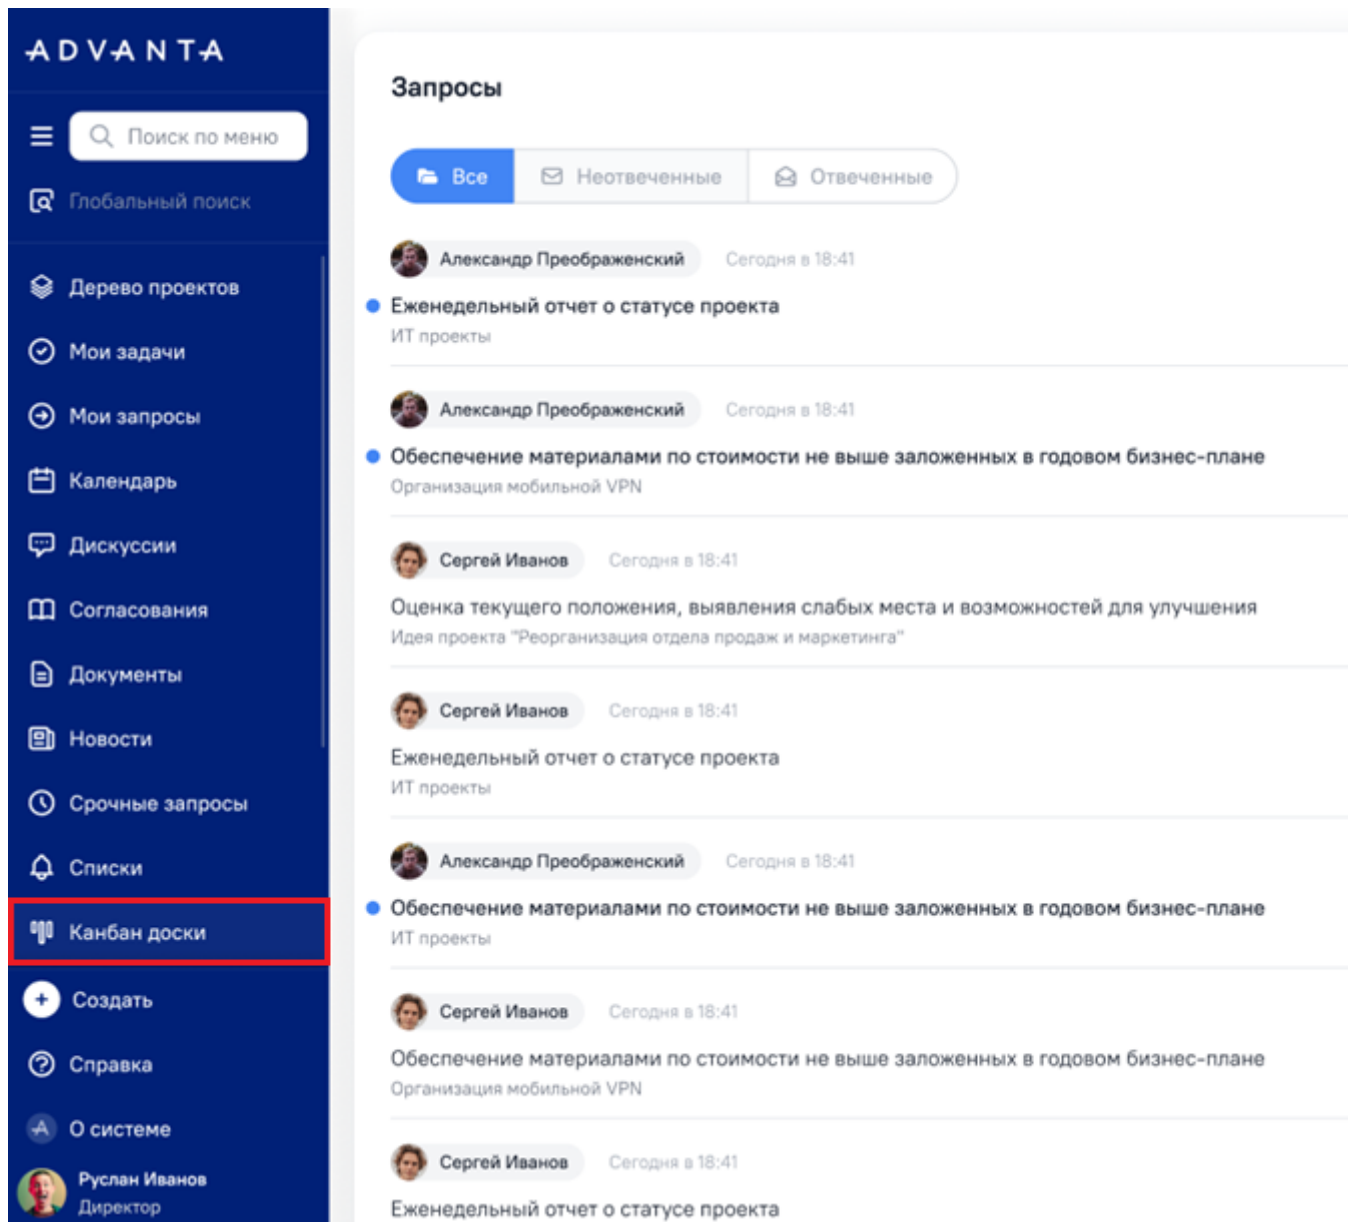 ADVANTA
Поиск по меню
Глобальный поиск
Дерево проектов
Мои задачи
Мои запросы
Календарь
Дискуссии
Согласования
Документы
Новости
Срочные запросы
Списки
Канбан доски
Создать
Справка
О системе
Руслан Иванов
Директор
Запросы
Все Неотвеченные Отвеченные
Александр Преображенский Сегодня в 18:41
Еженедельный отчет о статусе проекта
ИТ проекты
Александр Преображенский Сегодня в 18:41
Обеспечение материалами по стоимости не выше заложенных в годовом бизнес-плане
Организация мобильной VPN
Сергей Иванов Сегодня в 18:41
Оценка текущего положения, выявления слабых места и возможностей для улучшения
Идея проекта "Реорганизация отдела продаж и маркетинга"
Сергей Иванов Сегодня в 18:41
Еженедельный отчет о статусе проекта
ИТ проекты
Александр Преображенский Сегодня в 18:41
Обеспечение материалами по стоимости не выше заложенных в годовом бизнес-плане
ИТ проекты
Сергей Иванов Сегодня в 18:41
Обеспечение материалами по стоимости не выше заложенных в годовом бизнес-плане
Организация мобильной VPN
Сергей Иванов Сегодня в 18:41
Еженедельный отчет о статусе проекта